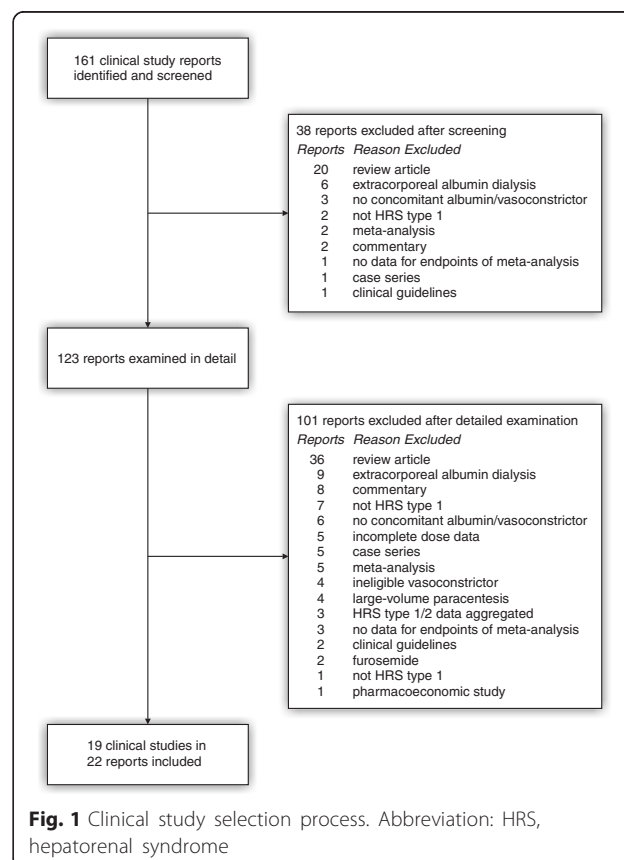 161 clinical study reports
identified and screened
38 reports excluded after screening
Reports Reason Excluded
20 review article
6 extracorporeal albumin dialysis
3 no concomitant albumin/vasoconstrictor
2 not HRS type 1
2 meta-analysis
2 commentary
1 no data for endpoints of meta-analysis
1 case series
1 clinical guidelines
123 reports examined in detail
101 reports excluded after detailed examination
Reports Reason Excluded
36 review article
9 extracorporeal albumin dialysis
8 commentary
7 not HRS type 1
6 no concomitant albumin/vasoconstrictor
5 incomplete dose data
5 case series
5 meta-analysis
4 ineligible vasoconstrictor
4 large-volume paracentesis
3 HRS type 1/2 data aggregated
3 no data for endpoints of meta-analysis
2 clinical guidelines
2 furosemide
1 not HRS type 1
1 pharmacoeconomic study
19 clinical studies in
22 reports included
Fig. 1 Clinical study selection process. Abbreviation: HRS,
hepatorenal syndrome